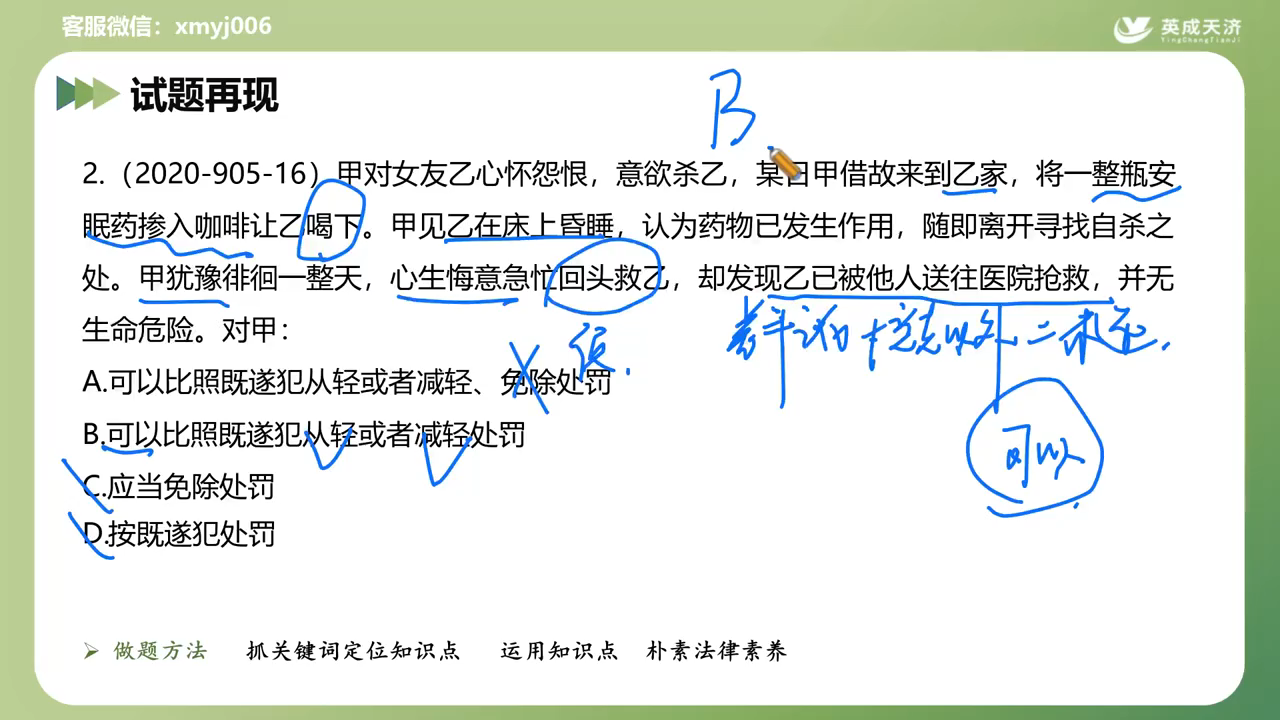 客服微信：xmyj006
英成天济
YingChengTianJi
试题再现
B
2.（2020-905-16）甲对女友乙心怀怨恨，意欲杀乙，某日甲借故来到乙家，将一整瓶安
眠药掺入咖啡让乙喝下。甲见乙在床上昏睡，认为药物已发生作用，随即离开寻找自杀之
处。甲犹豫徘徊一整天，心生悔意急忙回头救乙，却发现乙已被他人送往医院抢救，并无
生命危险。对甲：
着手 + 意志以外 = 未
A.可以比照既遂犯从轻或者减轻、免除处罚
B.可以比照既遂犯从轻或者减轻处罚
可以
C.应当免除处罚
D.按既遂犯处罚
做题方法 抓关键词定位知识点 运用知识点 朴素法律素养